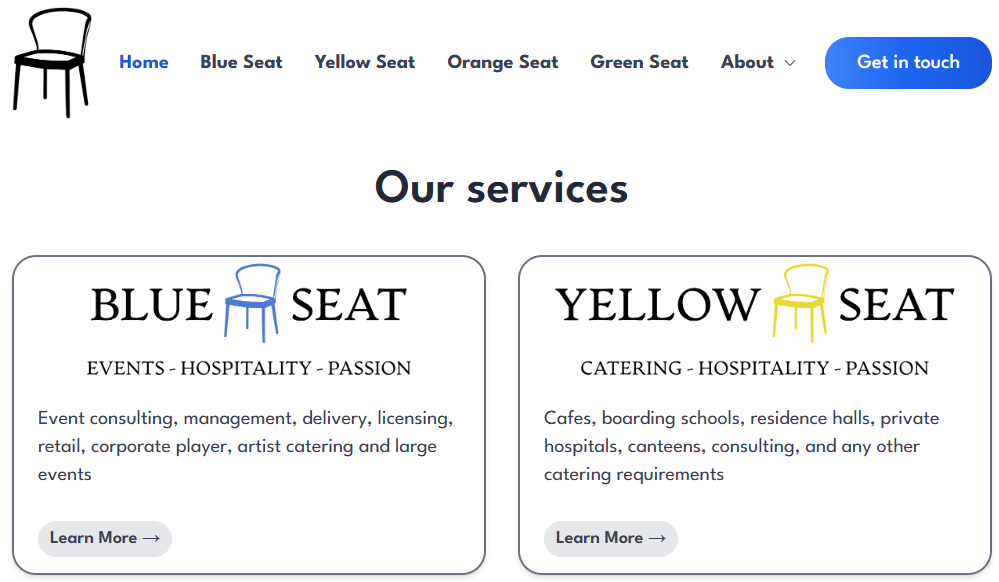 Home Blue Seat Yellow Seat Orange Seat Green Seat About Get in touch
Our services
BLUE SEAT
EVENTS - HOSPITALITY - PASSION
Event consulting, management, delivery, licensing,
retail, corporate player, artist catering and large
events
Learn More →
YELLOW SEAT
CATERING - HOSPITALITY - PASSION
Cafes, boarding schools, residence halls, private
hospitals, canteens, consulting, and any other
catering requirements
Learn More →